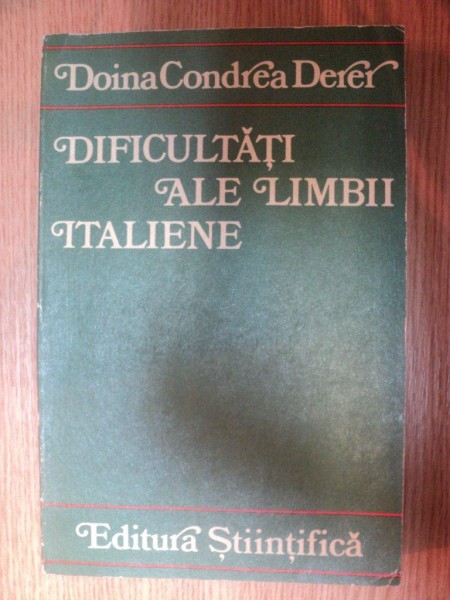 Doina Condrea Derer
DIFICULTĂȚI
ALE LIMBII
ITALIENE
Editura Științifică